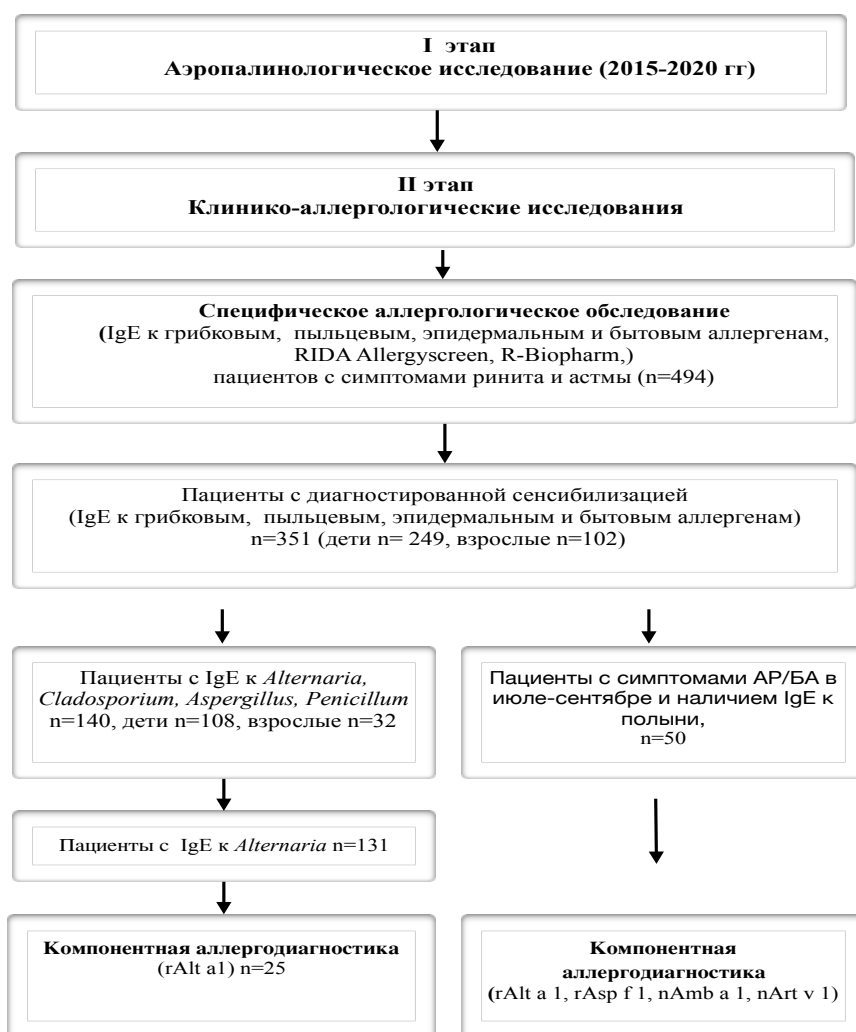 I этап
Аэропалинологическое исследование (2015-2020 гг)
II этап
Клинико-аллергологические исследования
Специфическое аллергологическое обследование
(IgE к грибковым, пыльцевым, эпидермальным и бытовым аллергенам,
RIDA Allergyscreen, R-Biopharm,)
пациентов с симптомами ринита и астмы (n=494)
Пациенты с диагностированной сенсибилизацией
(IgE к грибковым, пыльцевым, эпидермальным и бытовым аллергенам)
n=351 (дети n= 249, взрослые n=102)
Пациенты с IgE к Alternaria,
Cladosporium, Aspergillus, Penicillum
n=140, дети n=108, взрослые n=32
Пациенты с симптомами АР/БА в
июле-сентябре и наличием IgE к
полыни,
n=50
Пациенты с IgE к Alternaria n=131
Компонентная аллергодиагностика
(rAlt a1) n=25
Компонентная
аллергодиагностика
(rAlt a 1, rAsp f 1, nAmb a 1, nArt v 1)